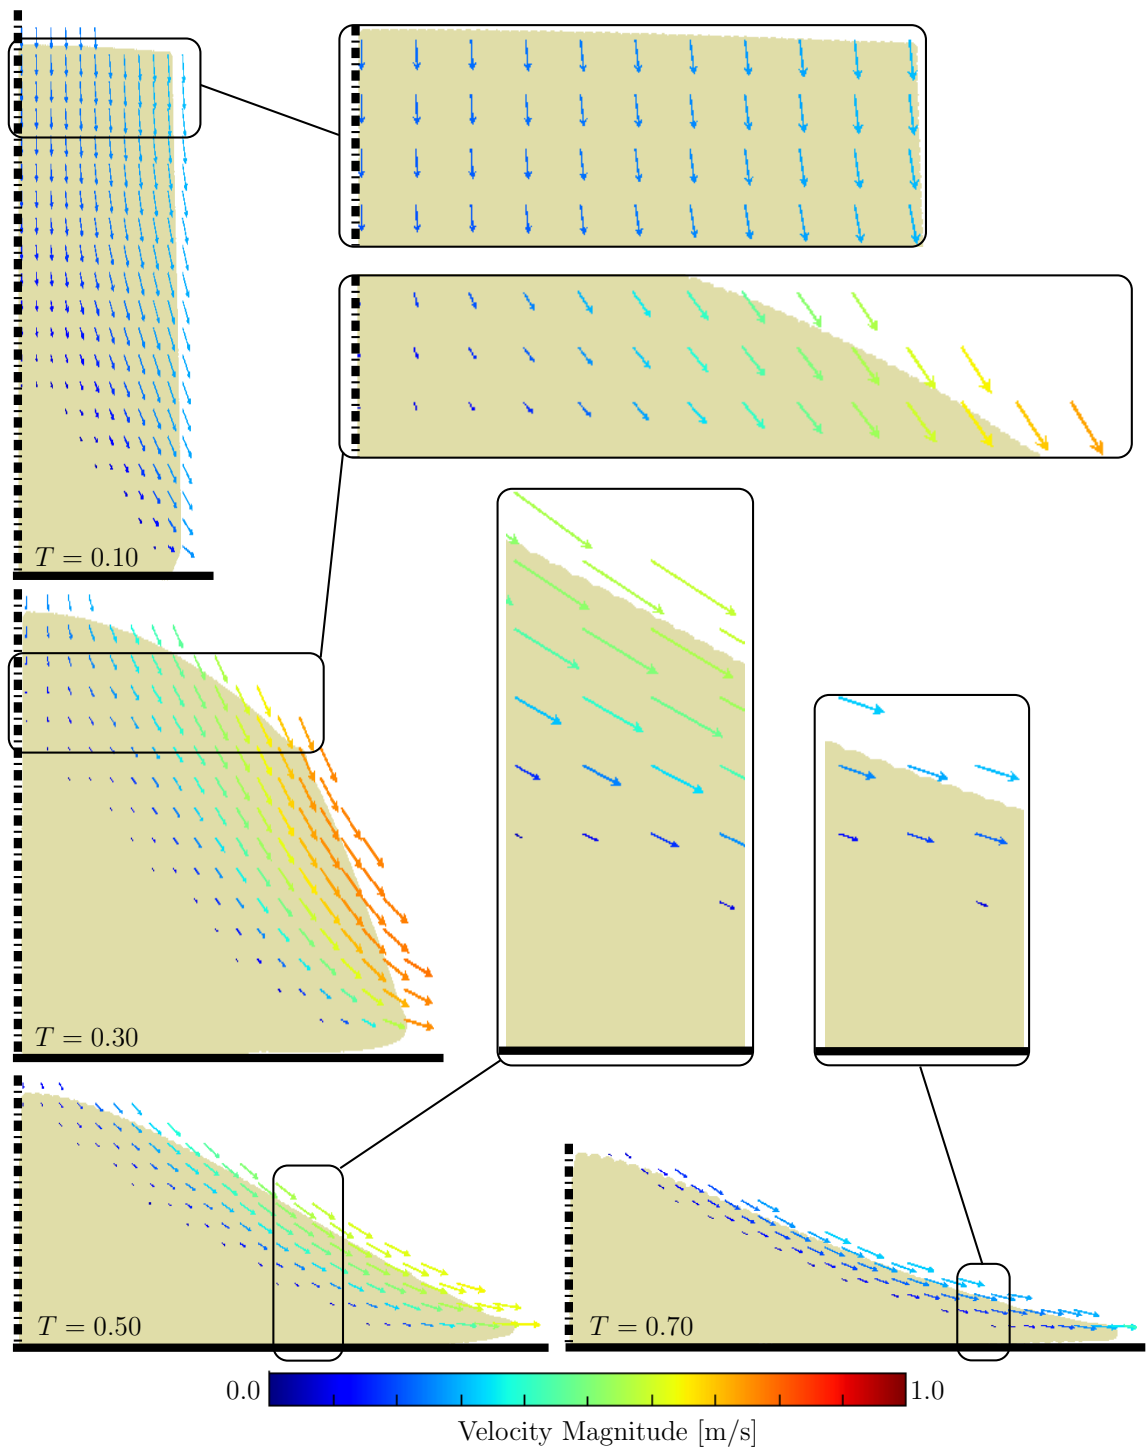 T = 0.10
T = 0.30
T = 0.50
T = 0.70
0.0
1.0
Velocity Magnitude [m/s]